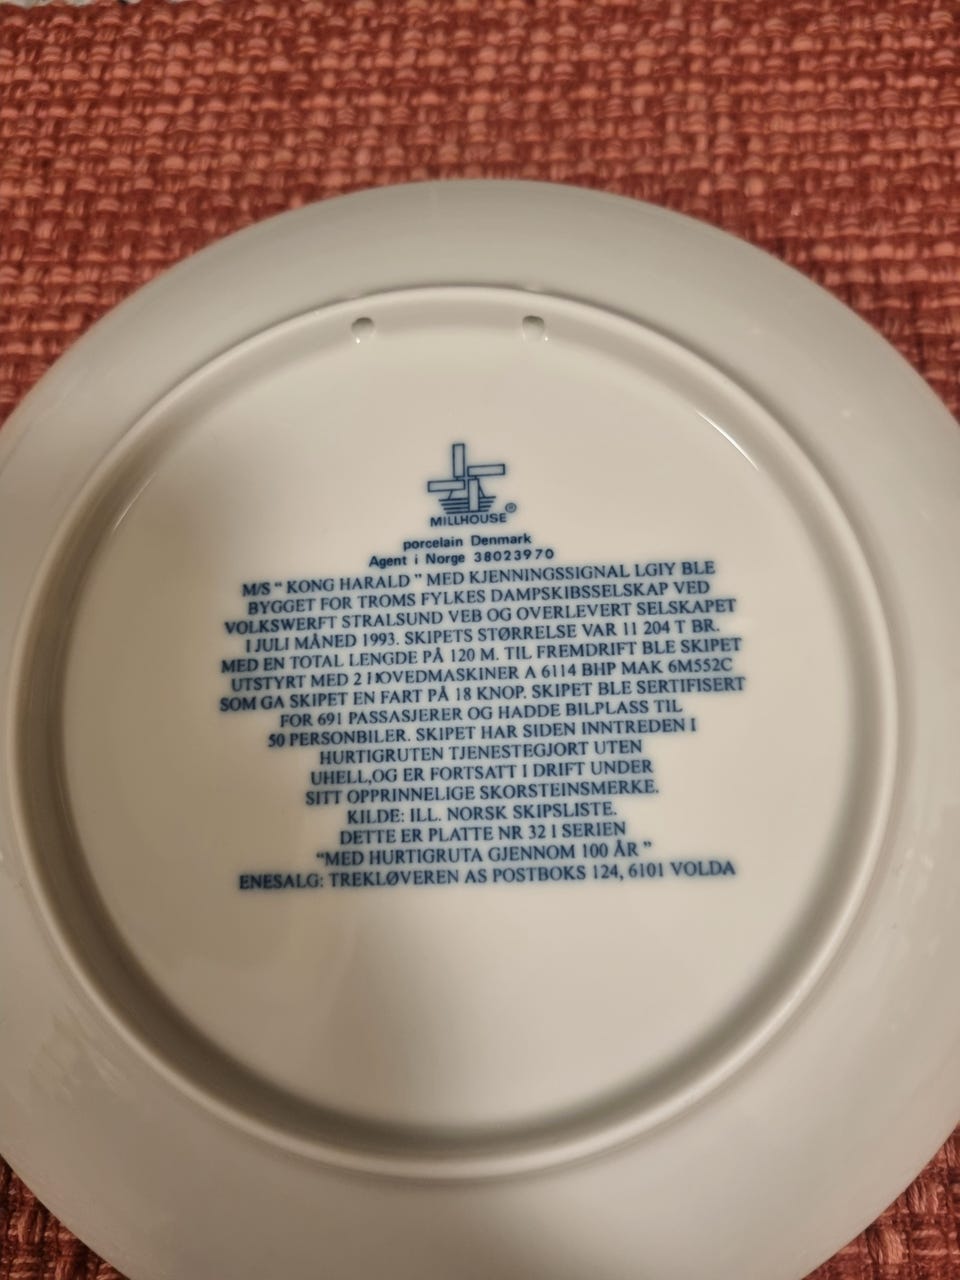 MILLHOUSE ®
porcelain Denmark
Agent i Norge 38023970
M/S " KONG HARALD " MED KJENNINGSSIGNAL LGIY BLE
BYGGET FOR TROMS FYLKES DAMPSKIBSSELSKAP VED
VOLKSWERFT STRALSUND VEB OG OVERLEVERT SELSKAPET
I JULI MÅNED 1993. SKIPETS STØRRELSE VAR 11 204 T BR.
MED EN TOTAL LENGDE PÅ 120 M. TIL FREMDRIFT BLE SKIPET
UTSTYRT MED 2 HOVEDMASKINER A 6114 BHP MAK 6M552C
SOM GA SKIPET EN FART PÅ 18 KNOP. SKIPET BLE SERTIFISERT
FOR 691 PASSASJERER OG HADDE BILPLASS TIL
50 PERSONBILER. SKIPET HAR SIDEN INNTREDEN I
HURTIGRUTEN TJENESTEGJORT UTEN
UHELL,OG ER FORTSATT I DRIFT UNDER
SITT OPPRINNELIGE SKORSTEINSMERKE.
KILDE: ILL. NORSK SKIPSLISTE.
DETTE ER PLATTE NR 32 I SERIEN
"MED HURTIGRUTA GJENNOM 100 ÅR "
ENESALG: TREKLØVEREN AS POSTBOKS 124, 6101 VOLDA